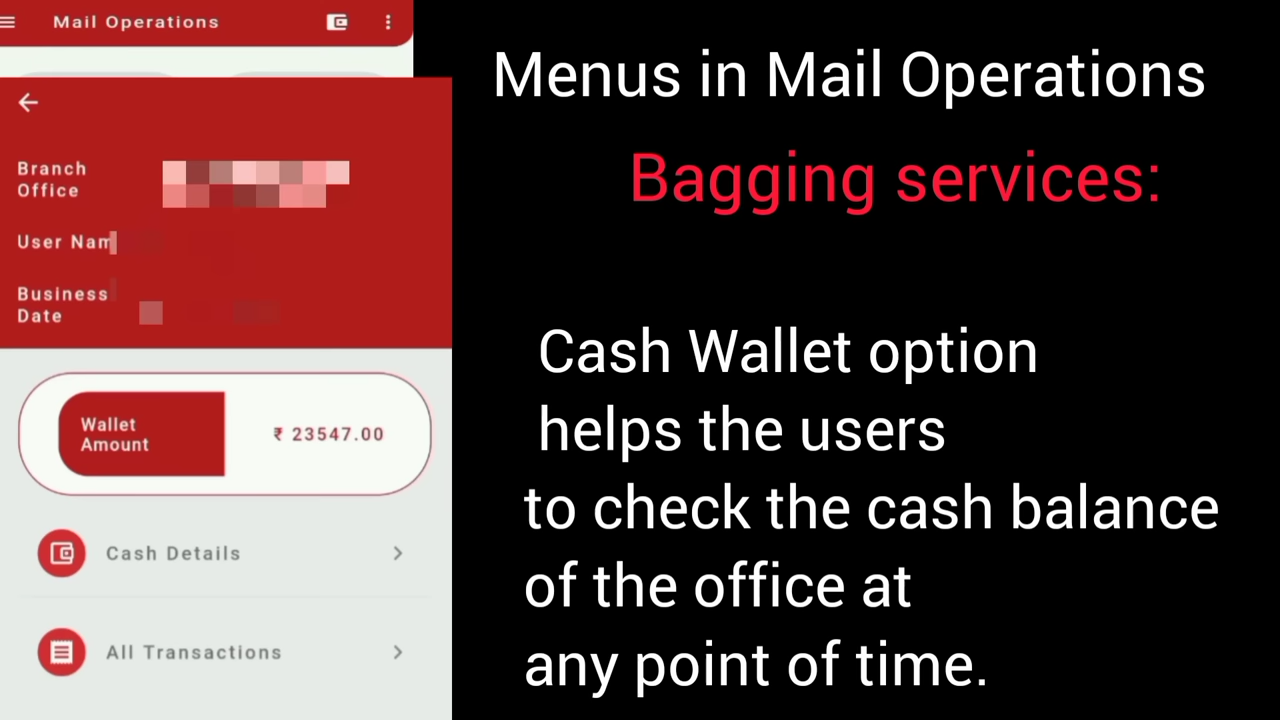 Mail Operations
Branch
Office
User Nam
Business
Date
Wallet
Amount
₹ 23547.00
Cash Details
All Transactions
Menus in Mail Operations
Bagging services:
Cash Wallet option
helps the users
to check the cash balance
of the office at
any point of time.